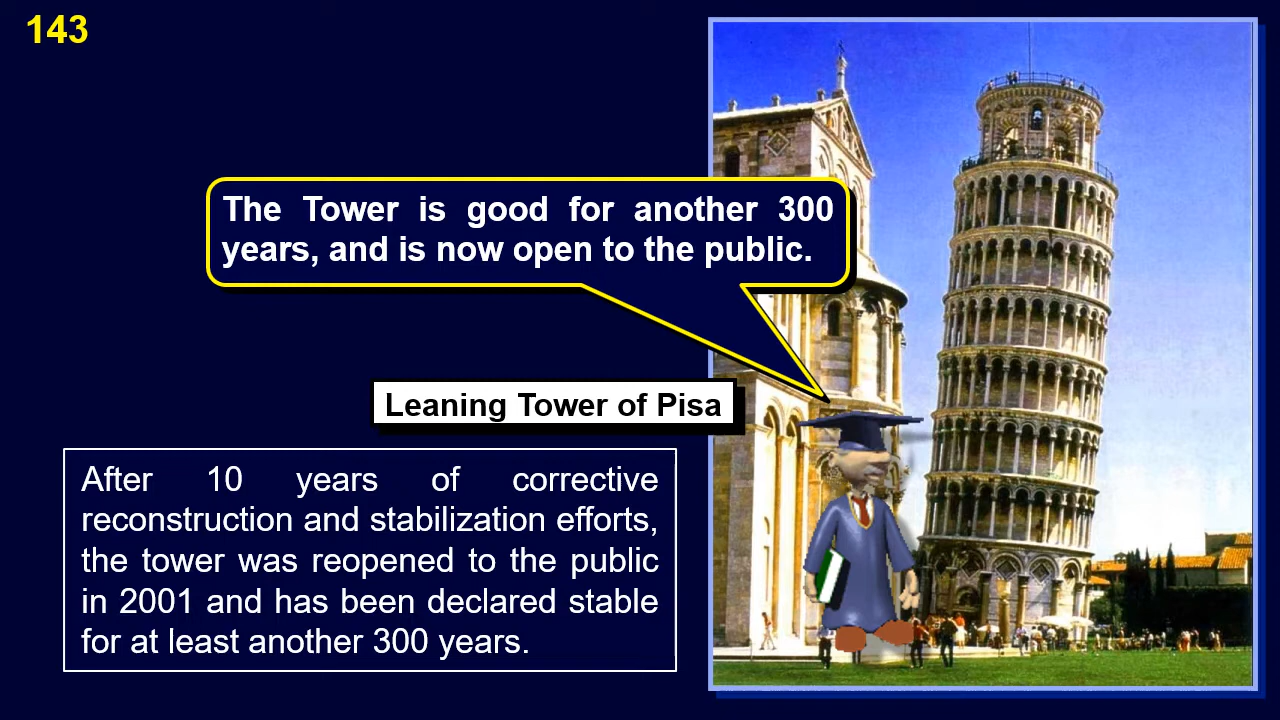 143
The Tower is good for another 300
years, and is now open to the public.
Leaning Tower of Pisa
After 10 years of corrective
reconstruction and stabilization efforts,
the tower was reopened to the public
in 2001 and has been declared stable
for at least another 300 years.